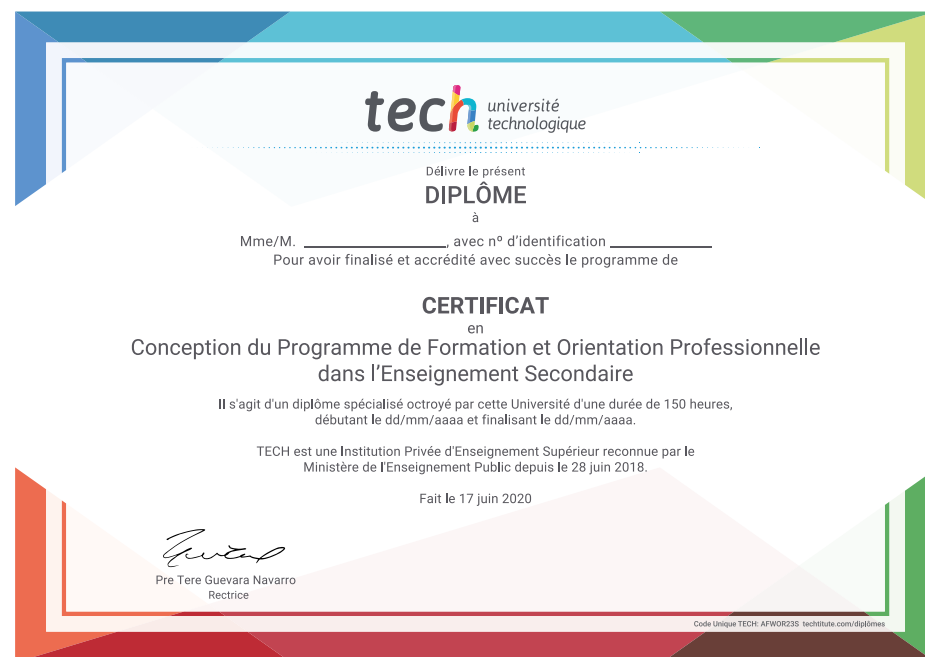 tech université
technologique
Délivre le présent
DIPLÔME
à
Mme/M. ____________________, avec nº d'identification ______________
Pour avoir finalisé et accrédité avec succès le programme de
CERTIFICAT
en
Conception du Programme de Formation et Orientation Professionnelle
dans l'Enseignement Secondaire
Il s'agit d'un diplôme spécialisé octroyé par cette Université d'une durée de 150 heures,
débutant le dd/mm/aaaa et finalisant le dd/mm/aaaa.
TECH est une Institution Privée d'Enseignement Supérieur reconnue par le
Ministère de l'Enseignement Public depuis le 28 juin 2018.
Fait le 17 juin 2020
Pre Tere Guevara Navarro
Rectrice
Code Unique TECH: AFWOR23S techtitute.com/diplômes